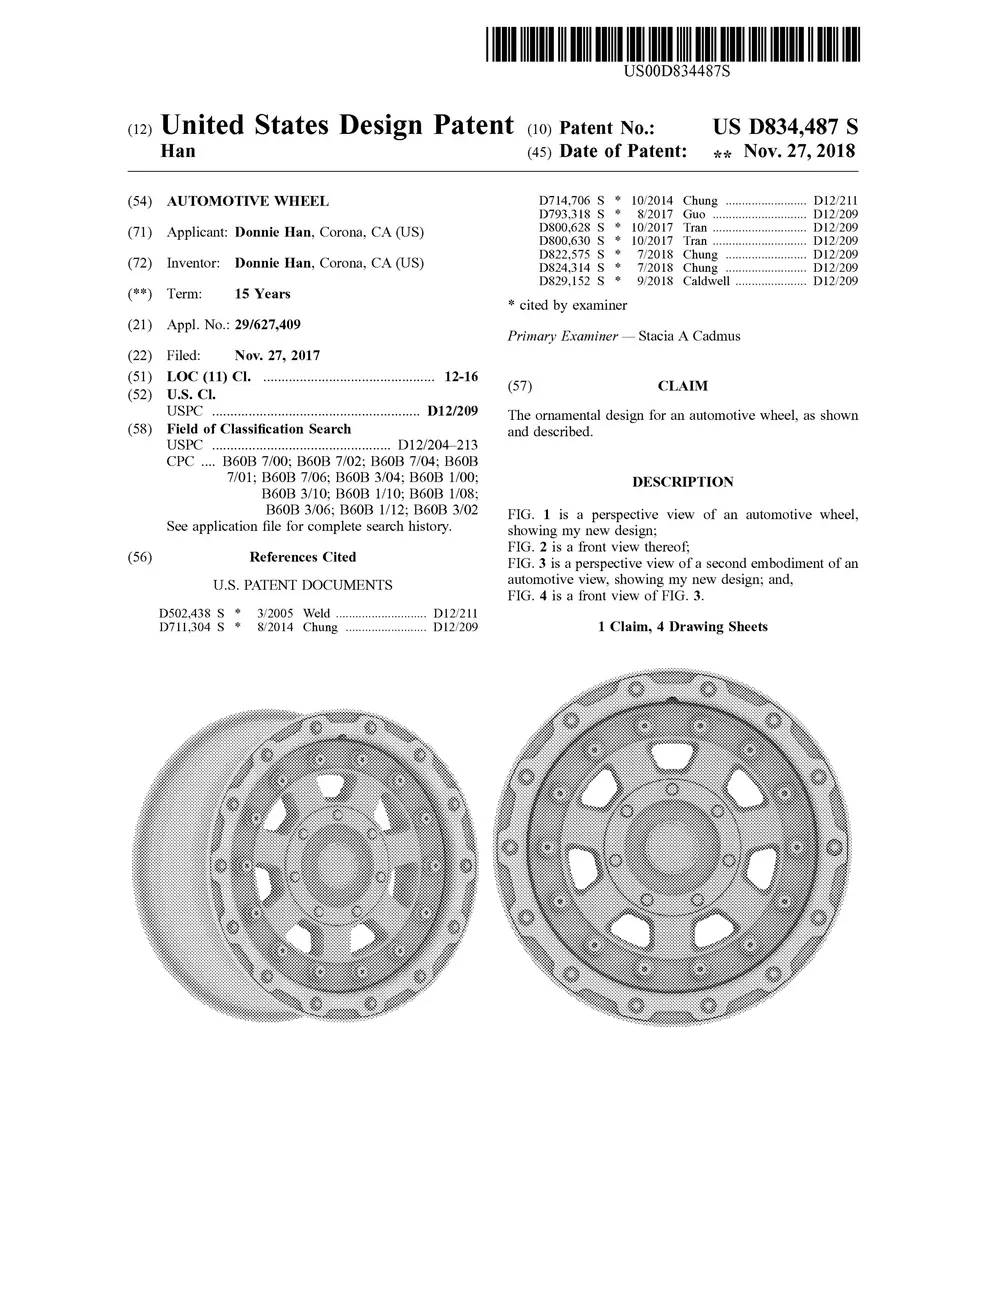 US00D834487S
(12) United States Design Patent
Han
(10) Patent No.: US D834,487 S
(45) Date of Patent: ** Nov. 27, 2018
(54) AUTOMOTIVE WHEEL
(71) Applicant: Donnie Han, Corona, CA (US)
(72) Inventor: Donnie Han, Corona, CA (US)
(**) Term: 15 Years
(21) Appl. No.: 29/627,409
(22) Filed: Nov. 27, 2017
(51) LOC (11) Cl. ............................................... 12-16
(52) U.S. Cl.
USPC ......................................................... D12/209
(58) Field of Classification Search
USPC ................................................. D12/204–213
CPC .... B60B 7/00; B60B 7/02; B60B 7/04; B60B
7/01; B60B 7/06; B60B 3/04; B60B 1/00;
B60B 3/10; B60B 1/10; B60B 1/08;
B60B 3/06; B60B 1/12; B60B 3/02
See application file for complete search history.
(56) References Cited
U.S. PATENT DOCUMENTS
D502,438 S * 3/2005 Weld ............................ D12/211
D711,304 S * 8/2014 Chung ......................... D12/209
D714,706 S * 10/2014 Chung ......................... D12/211
D793,318 S * 8/2017 Guo ............................. D12/209
D800,628 S * 10/2017 Tran ............................. D12/209
D800,630 S * 10/2017 Tran ............................. D12/209
D822,575 S * 7/2018 Chung ......................... D12/209
D824,314 S * 7/2018 Chung ......................... D12/209
D829,152 S * 9/2018 Caldwell ...................... D12/209
* cited by examiner
Primary Examiner — Stacia A Cadmus
(57) CLAIM
The ornamental design for an automotive wheel, as shown
and described.
DESCRIPTION
FIG. 1 is a perspective view of an automotive wheel,
showing my new design;
FIG. 2 is a front view thereof;
FIG. 3 is a perspective view of a second embodiment of an
automotive view, showing my new design; and,
FIG. 4 is a front view of FIG. 3.
1 Claim, 4 Drawing Sheets